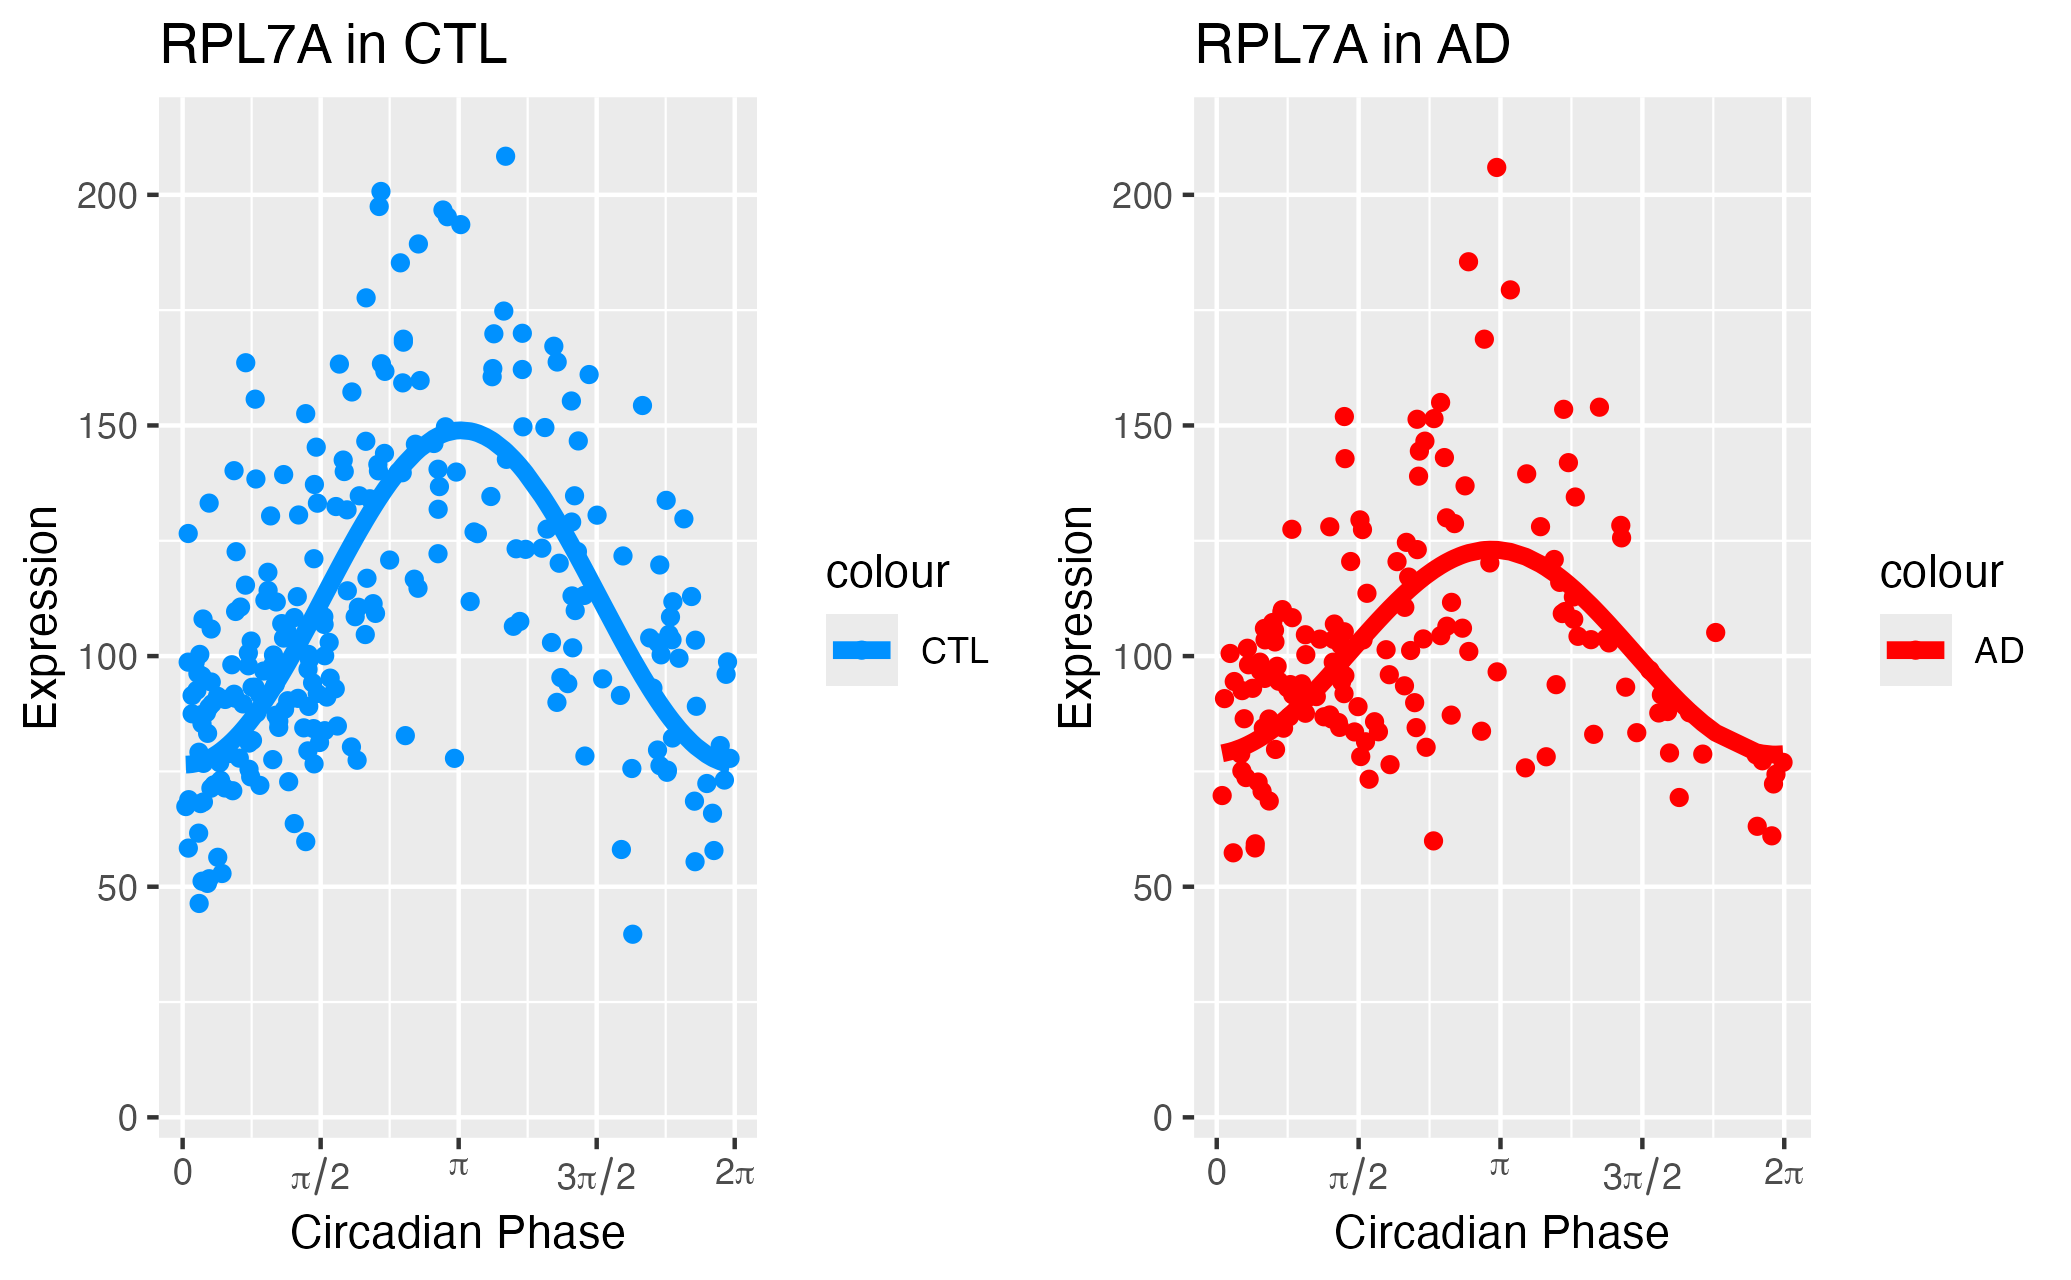 RPL7A in CTL
Expression
200
150
100
50
0
0 π/2 π 3π/2 2π
Circadian Phase
colour
CTL
RPL7A in AD
Expression
200
150
100
50
0
0 π/2 π 3π/2 2π
Circadian Phase
colour
AD